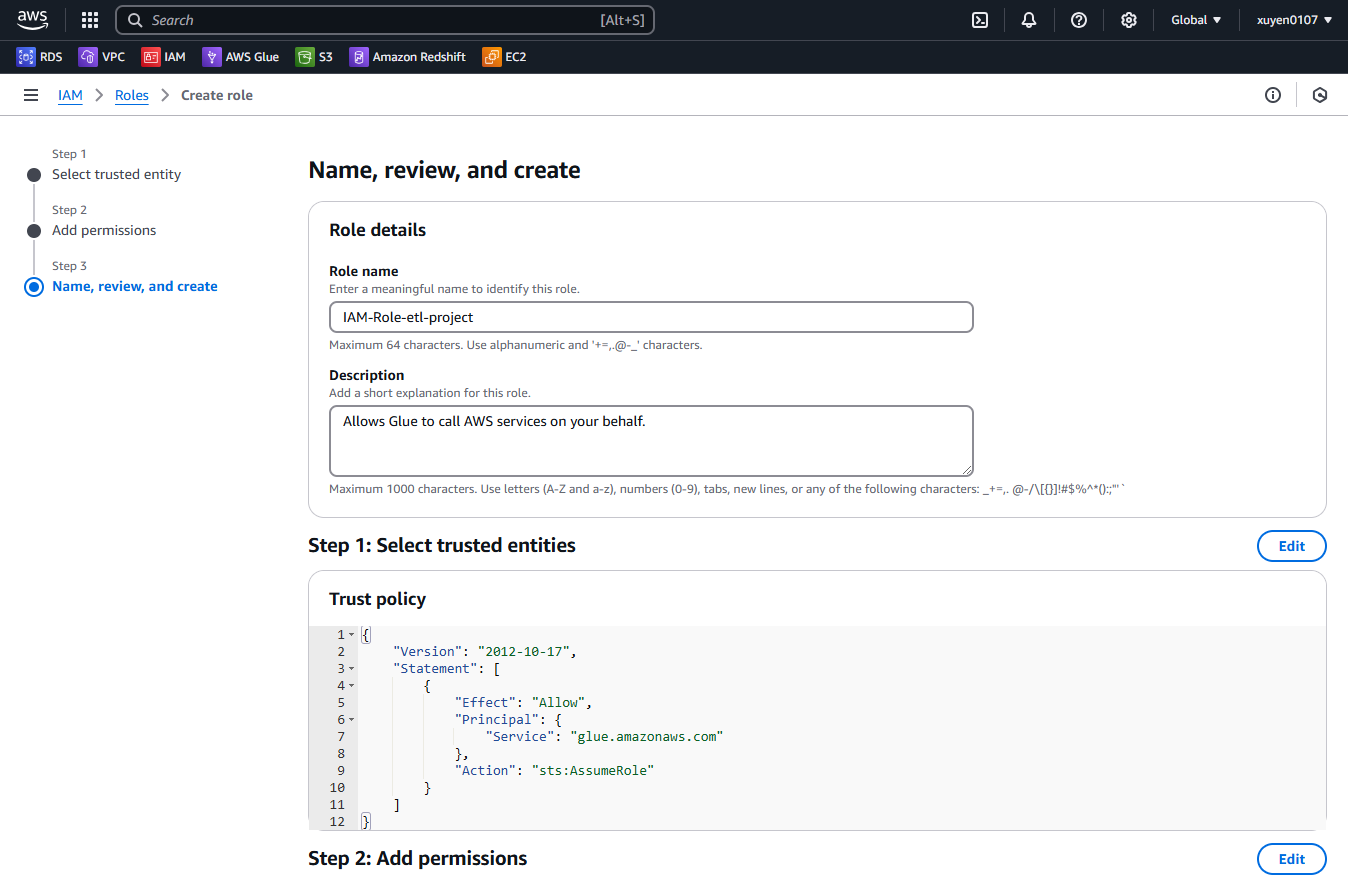 aws
Search [Alt+S] Global ▼ xuyen0107 ▼
RDS VPC IAM AWS Glue S3 Amazon Redshift EC2
IAM > Roles > Create role
Step 1
Select trusted entity
Step 2
Add permissions
Step 3
Name, review, and create
Name, review, and create
Role details
Role name
Enter a meaningful name to identify this role.
IAM-Role-etl-project
Maximum 64 characters. Use alphanumeric and '+=,.@-_' characters.
Description
Add a short explanation for this role.
Allows Glue to call AWS services on your behalf.
Maximum 1000 characters. Use letters (A-Z and a-z), numbers (0-9), tabs, new lines, or any of the following characters: _+=,. @-/\[{}]!#$%^*();:"'`
Step 1: Select trusted entities
Edit
Trust policy
1 {
2 "Version": "2012-10-17",
3 "Statement": [
4 {
5 "Effect": "Allow",
6 "Principal": {
7 "Service": "glue.amazonaws.com"
8 },
9 "Action": "sts:AssumeRole"
10 }
11 ]
12 }
Step 2: Add permissions
Edit